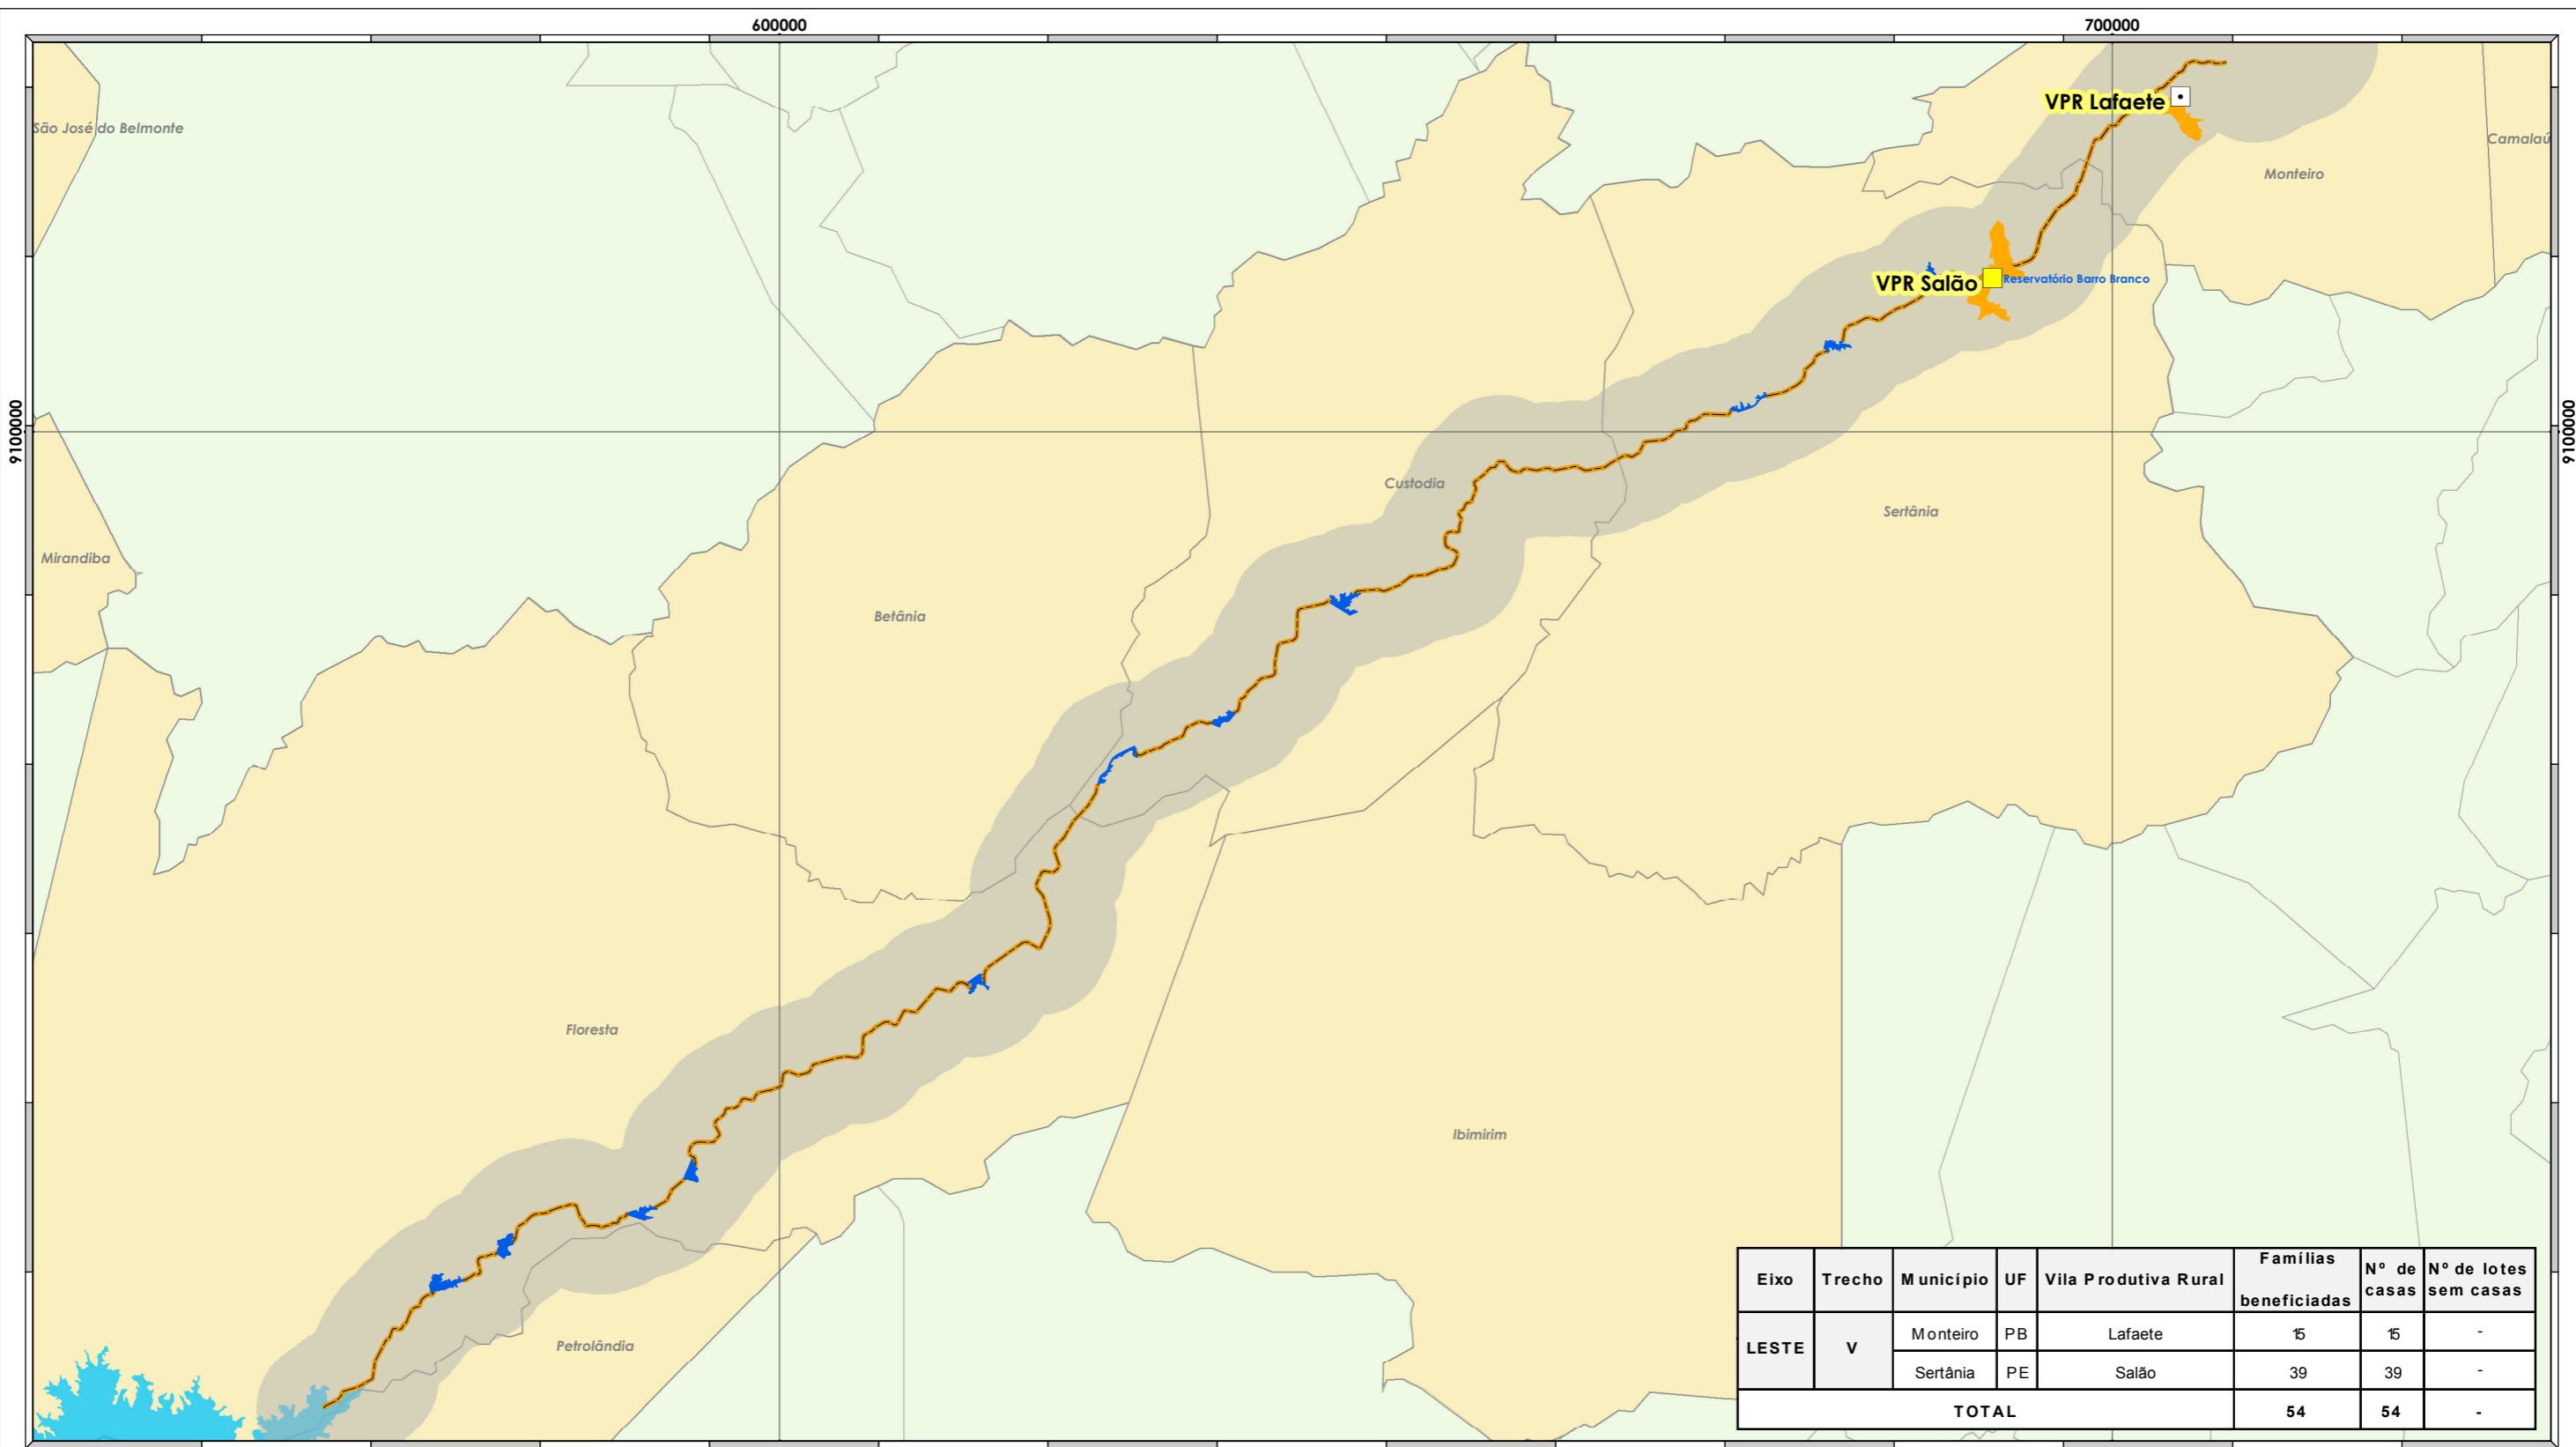 600000
700000
São José do Belmonte
VPR Lafaete
Camalaú
Monteiro
VPR Salão
Reservatório Barro Branco
9100000
9100000
Custodia
Sertânia
Mirandiba
Betânia
Floresta
Ibimirim
Petrolândia
Eixo Trecho Município UF Vila Produtiva Rural Famílias beneficiadas Nº de casas Nº de lotes sem casas
LESTE V Monteiro PB Lafaete 15 15 -
Sertânia PE Salão 39 39 -
TOTAL 54 54 -